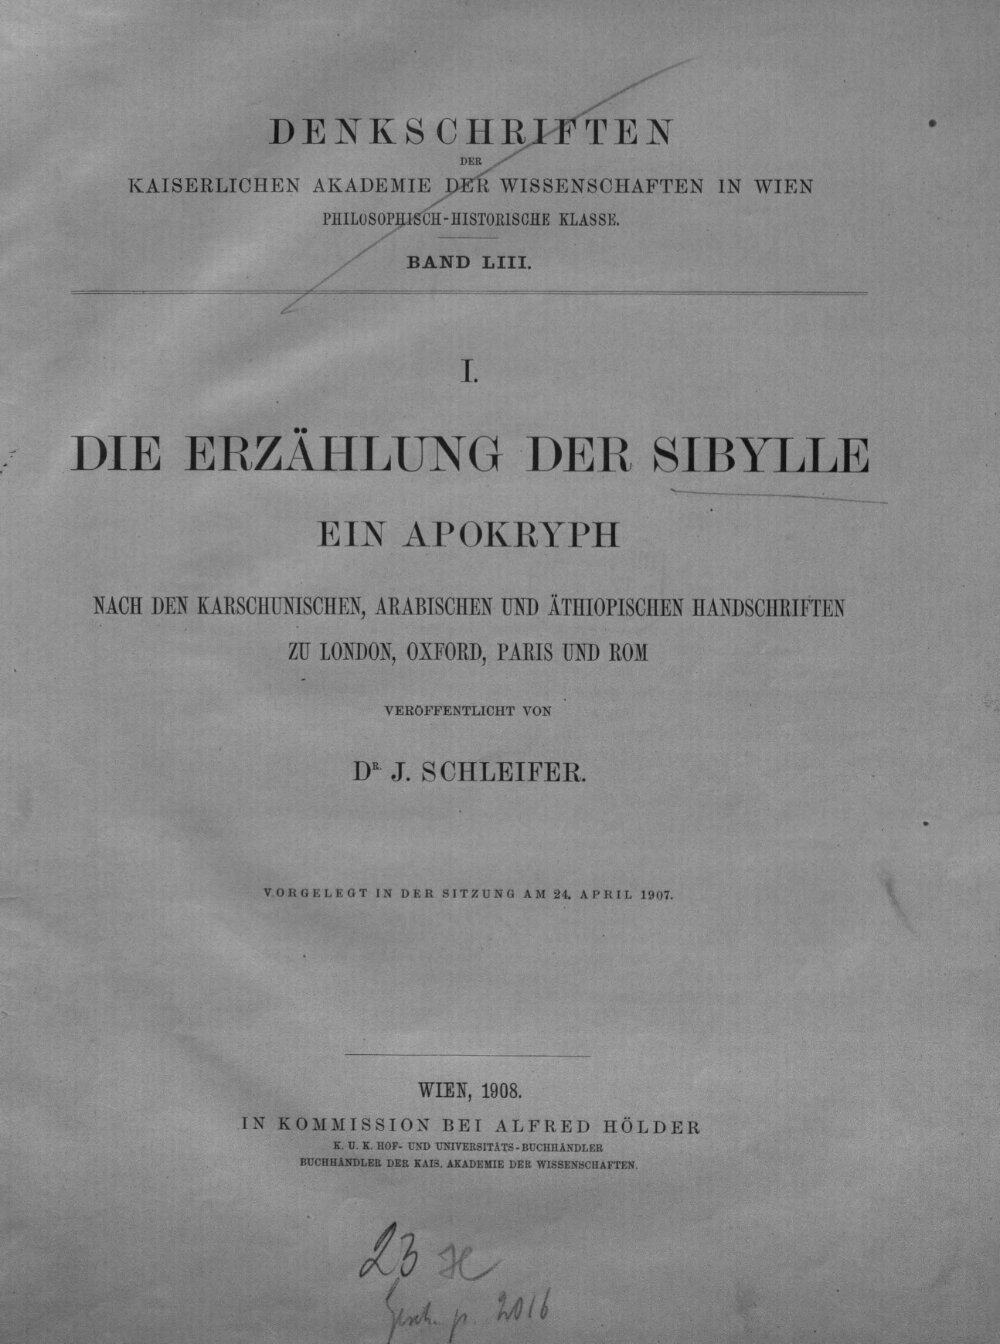 DENKSCHRIFTEN
DER
KAISERLICHEN AKADEMIE DER WISSENSCHAFTEN IN WIEN
PHILOSOPHISCH-HISTORISCHE KLASSE.
BAND LIII.
I.
DIE ERZÄHLUNG DER SIBYLLE
EIN APOKRYPH
NACH DEN KARSCHUNISCHEN, ARABISCHEN UND ÄTHIOPISCHEN HANDSCHRIFTEN
ZU LONDON, OXFORD, PARIS UND ROM
VERÖFFENTLICHT VON
DR. J. SCHLEIFER.
VORGELEGT IN DER SITZUNG AM 24. APRIL 1907.
WIEN, 1908.
IN KOMMISSION BEI ALFRED HÖLDER
K. U. K. HOF- UND UNIVERSITÄTS-BUCHHÄNDLER
BUCHHÄNDLER DER KAIS. AKADEMIE DER WISSENSCHAFTEN.
23
p. 2016